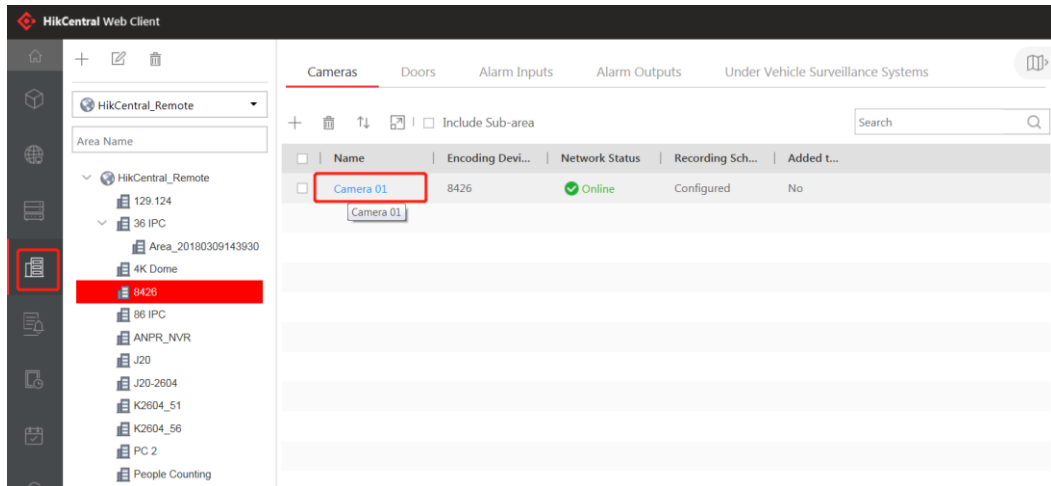 HikCentral Web Client
Cameras Doors Alarm Inputs Alarm Outputs Under Vehicle Surveillance Systems
HikCentral_Remote
Include Sub-area
Search
Area Name
Name Encoding Devi... Network Status Recording Sch... Added t...
HikCentral_Remote
Camera 01 8426 Online Configured No
129.124
Camera 01
36 IPC
Area_20180309143930
4K Dome
8426
86 IPC
ANPR_NVR
J20
J20-2604
K2604_51
K2604_56
PC 2
People Counting